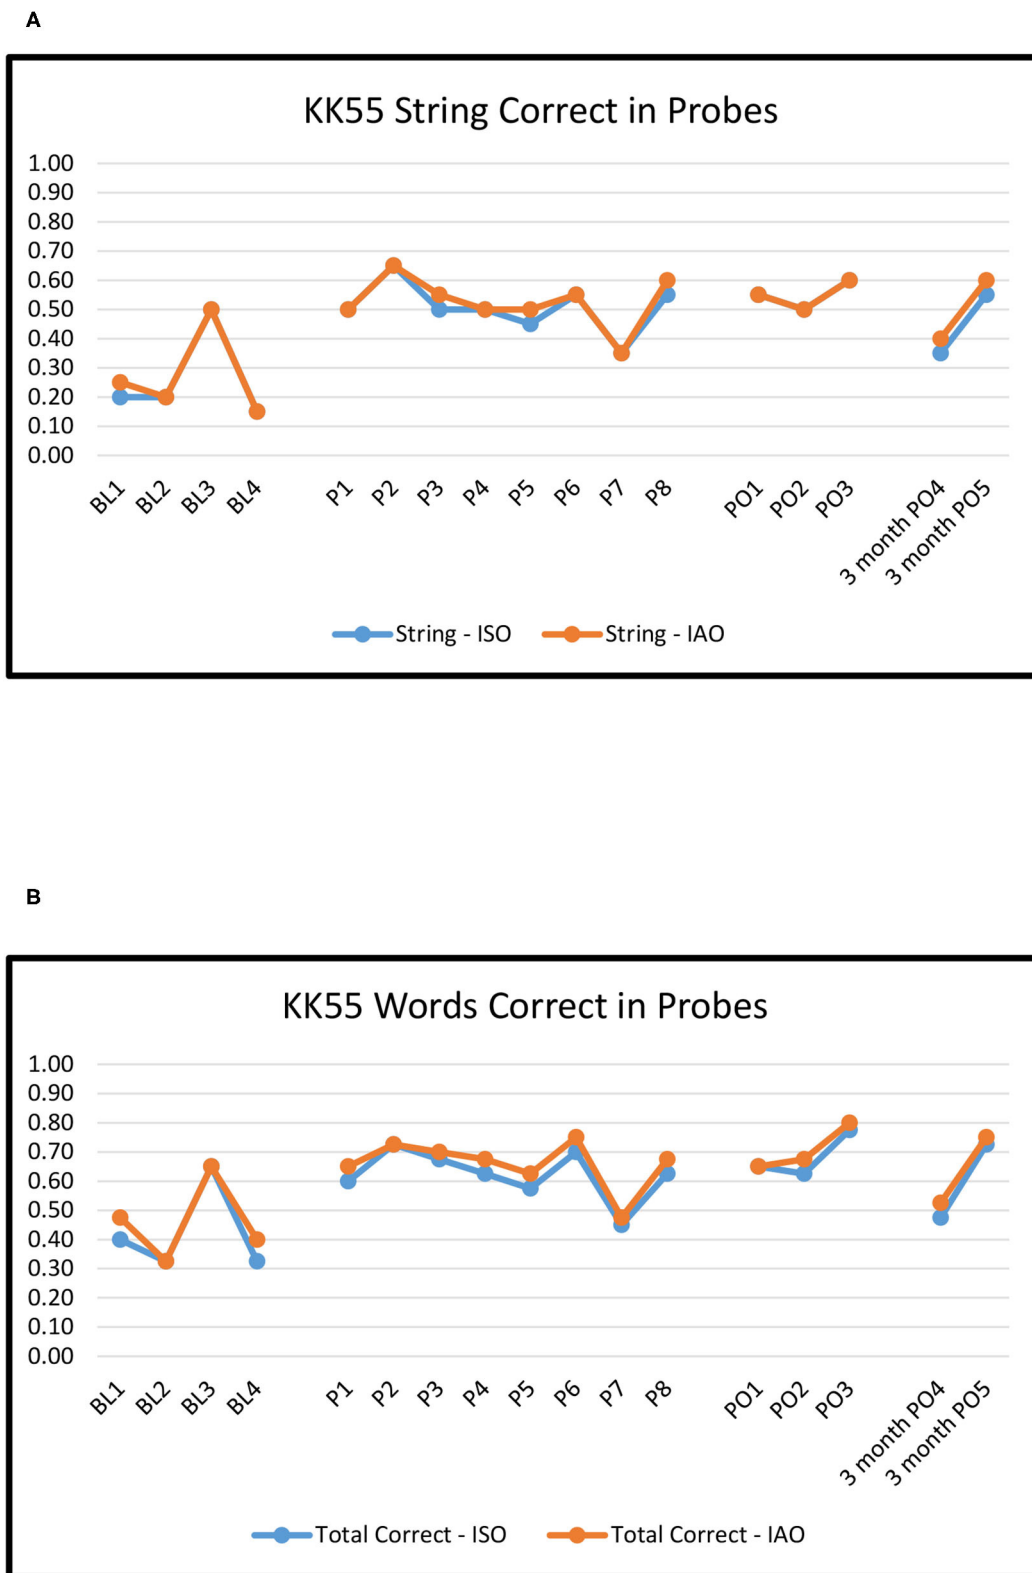 A
KK55 String Correct in Probes
1.00
0.90
0.80
0.70
0.60
0.50
0.40
0.30
0.20
0.10
0.00
BL1 BL2 BL3 BL4 P1 P2 P3 P4 P5 P6 P7 P8 PO1 PO2 PO3 3 month PO4 3 month PO5
String - ISO String - IAO
B
KK55 Words Correct in Probes
1.00
0.90
0.80
0.70
0.60
0.50
0.40
0.30
0.20
0.10
0.00
BL1 BL2 BL3 BL4 P1 P2 P3 P4 P5 P6 P7 P8 PO1 PO2 PO3 3 month PO4 3 month PO5
Total Correct - ISO Total Correct - IAO